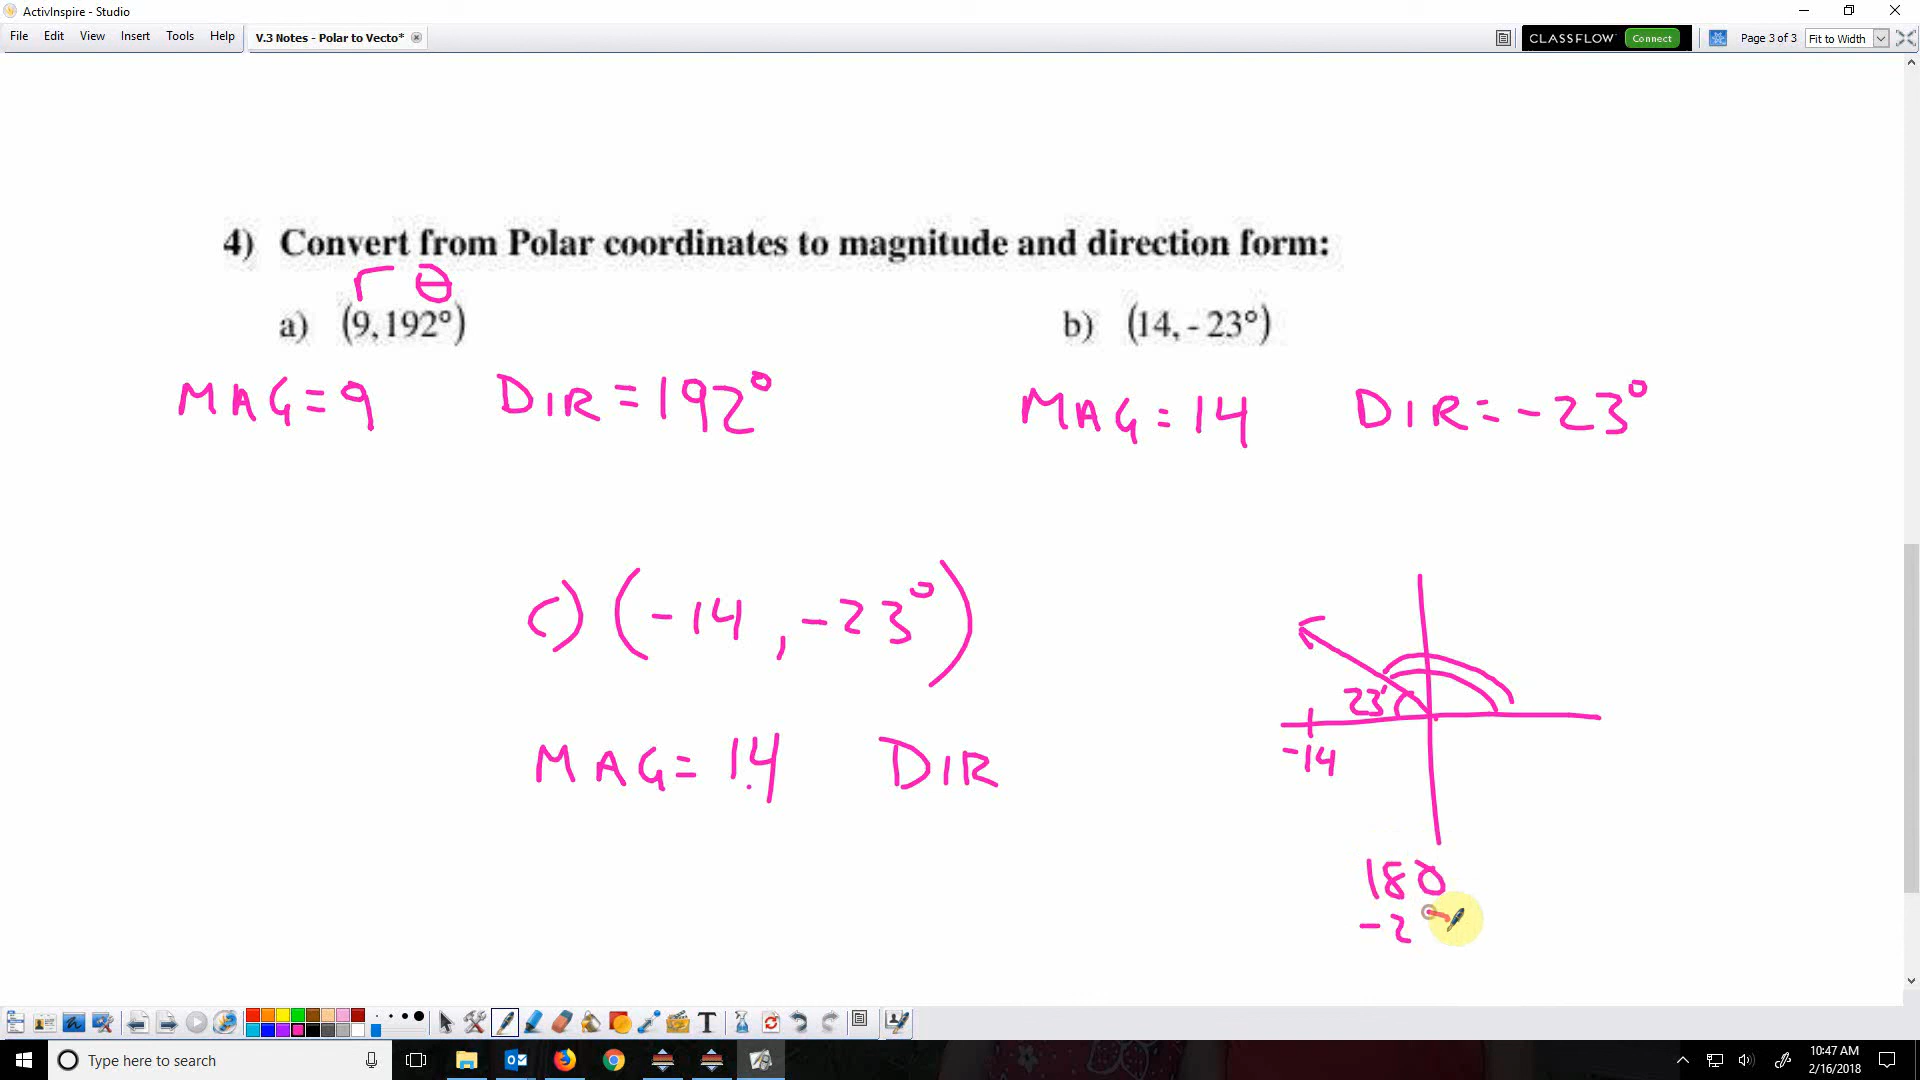 ActivInspire - Studio
File Edit View Insert Tools Help V.3 Notes - Polar to Vecto* CLASSFLOW Connect Page 3 of 3 Fit to Width
4) Convert from Polar coordinates to magnitude and direction form:
r θ
a) (9,192°) b) (14,-23°)
MAG=9 DIR=192° MAG=14 DIR=-23°
c) (-14,-23°)
23°
-14
MAG=14 DIR
180
-2
Type here to search 10:47 AM
2/16/2018